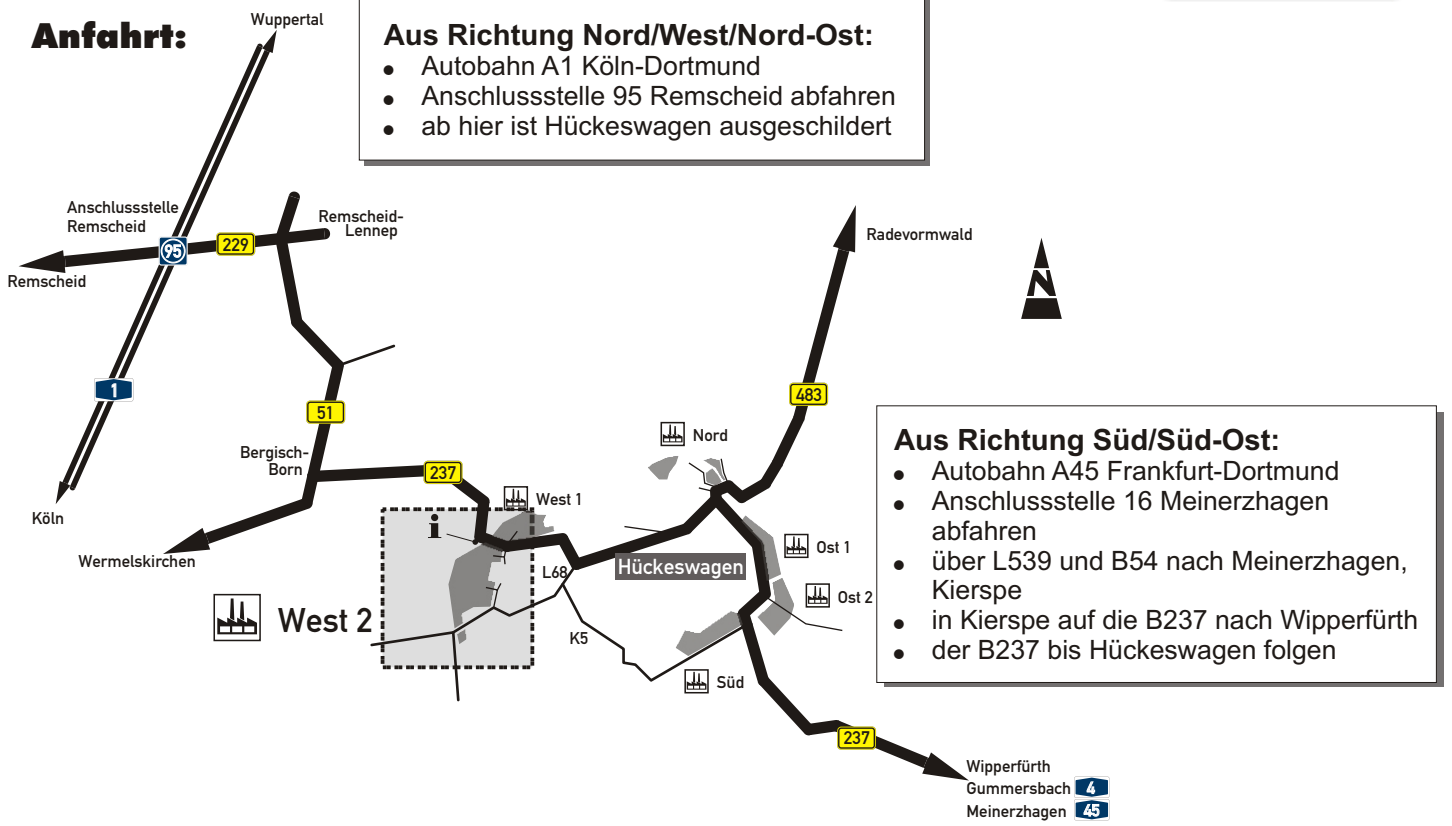 Anfahrt:
Wuppertal
Aus Richtung Nord/West/Nord-Ost:
• Autobahn A1 Köln-Dortmund
• Anschlussstelle 95 Remscheid abfahren
• ab hier ist Hückeswagen ausgeschildert
Anschlussstelle
Remscheid
95
229
Remscheid-
Lennep
Remscheid
Radevormwald
N
1
51
483
Bergisch-
Born
237
Nord
Köln
West 1
i
Wermelskirchen
L68
Hückeswagen
Ost 1
Ost 2
West 2
K5
Süd
Aus Richtung Süd/Süd-Ost:
• Autobahn A45 Frankfurt-Dortmund
• Anschlussstelle 16 Meinerzhagen
abfahren
• über L539 und B54 nach Meinerzhagen,
Kierspe
• in Kierspe auf die B237 nach Wipperfürth
• der B237 bis Hückeswagen folgen
237
Wipperfürth
Gummersbach 4
Meinerzhagen 45